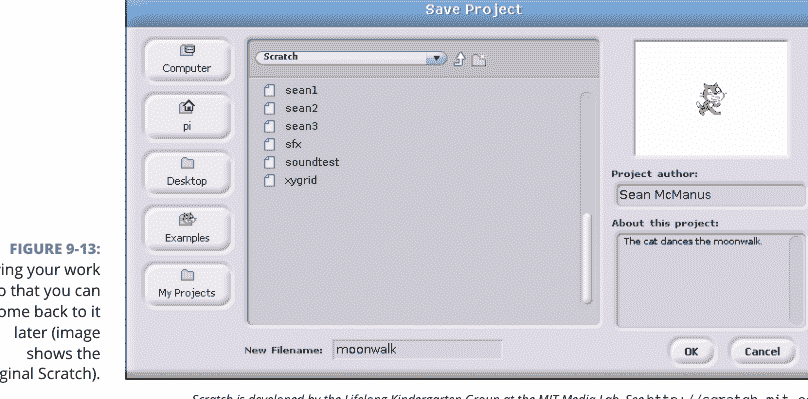 Save Project
Computer
pi
Desktop
Examples
My Projects
Scratch
sean1
sean2
sean3
sfx
soundtest
xygrid
Project author:
Sean McManus
About this project:
The cat dances the moonwalk.
New Filename:
moonwalk
OK
Cancel
FIGURE 9-13:
your work
that you can
back to it
later (image
shows the
Scratch).
Scratch is developed by the Lifelong Kindergarten Group at the MIT Media Lab. See http://scratch.mit.